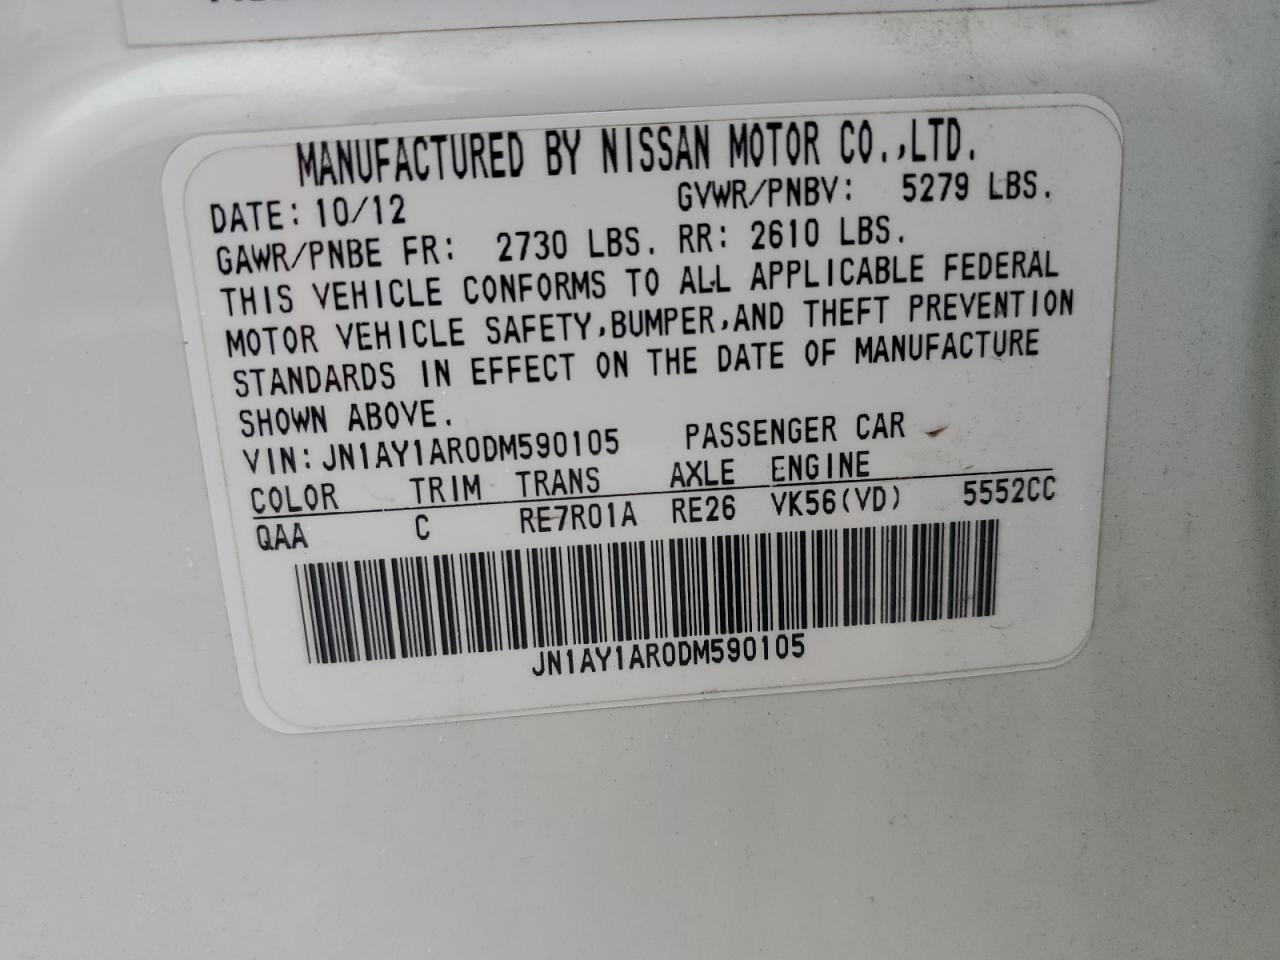 MANUFACTURED BY NISSAN MOTOR CO.,LTD.
DATE: 10/12 GVWR/PNBV: 5279 LBS.
GAWR/PNBE FR: 2730 LBS. RR: 2610 LBS.
THIS VEHICLE CONFORMS TO ALL APPLICABLE FEDERAL
MOTOR VEHICLE SAFETY,BUMPER,AND THEFT PREVENTION
STANDARDS IN EFFECT ON THE DATE OF MANUFACTURE
SHOWN ABOVE.
VIN: JN1AY1AR0DM590105 PASSENGER CAR
COLOR TRIM TRANS AXLE ENGINE
QAA C RE7R01A RE26 VK56(VD) 5552CC
JN1AY1AR0DM590105